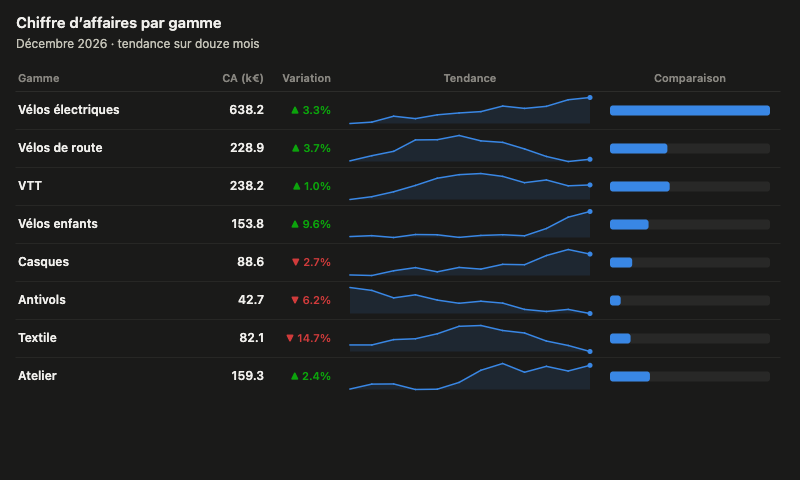 Chiffre d’affaires par gamme
Décembre 2026 · tendance sur douze mois
Gamme CA (k€) Variation Tendance Comparaison
Vélos électriques 638.2 ▲ 3.3%
Vélos de route 228.9 ▲ 3.7%
VTT 238.2 ▲ 1.0%
Vélos enfants 153.8 ▲ 9.6%
Casques 88.6 ▼ 2.7%
Antivols 42.7 ▼ 6.2%
Textile 82.1 ▼ 14.7%
Atelier 159.3 ▲ 2.4%